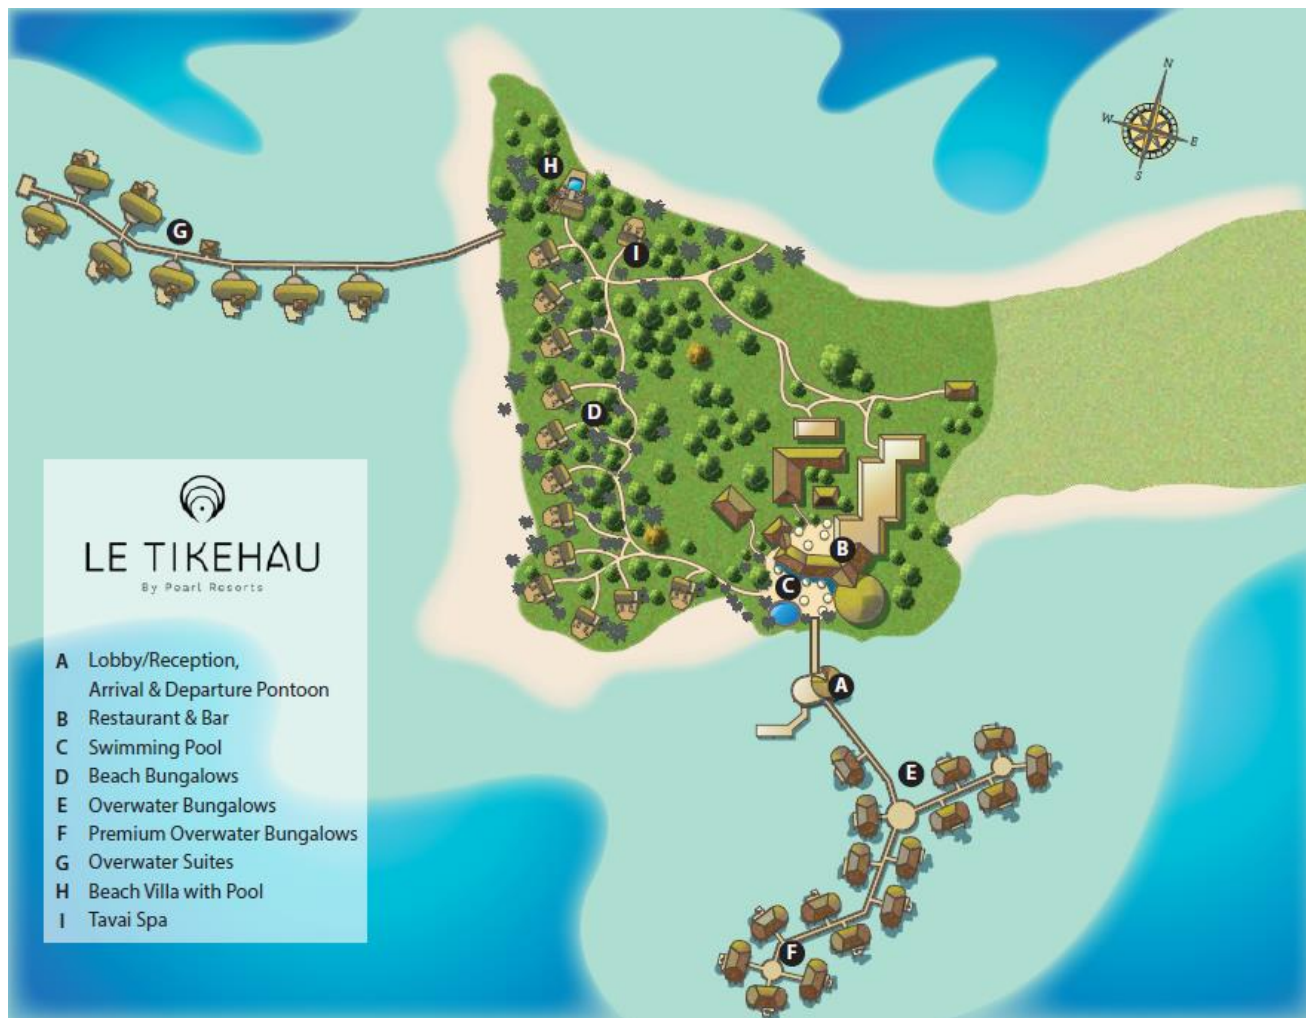 N
W
E
S
H
G
I
D
B
C
A
E
F
LE TIKEHAU
By Pearl Resorts
A Lobby/Reception,
Arrival & Departure Pontoon
B Restaurant & Bar
C Swimming Pool
D Beach Bungalows
E Overwater Bungalows
F Premium Overwater Bungalows
G Overwater Suites
H Beach Villa with Pool
I Tavai Spa